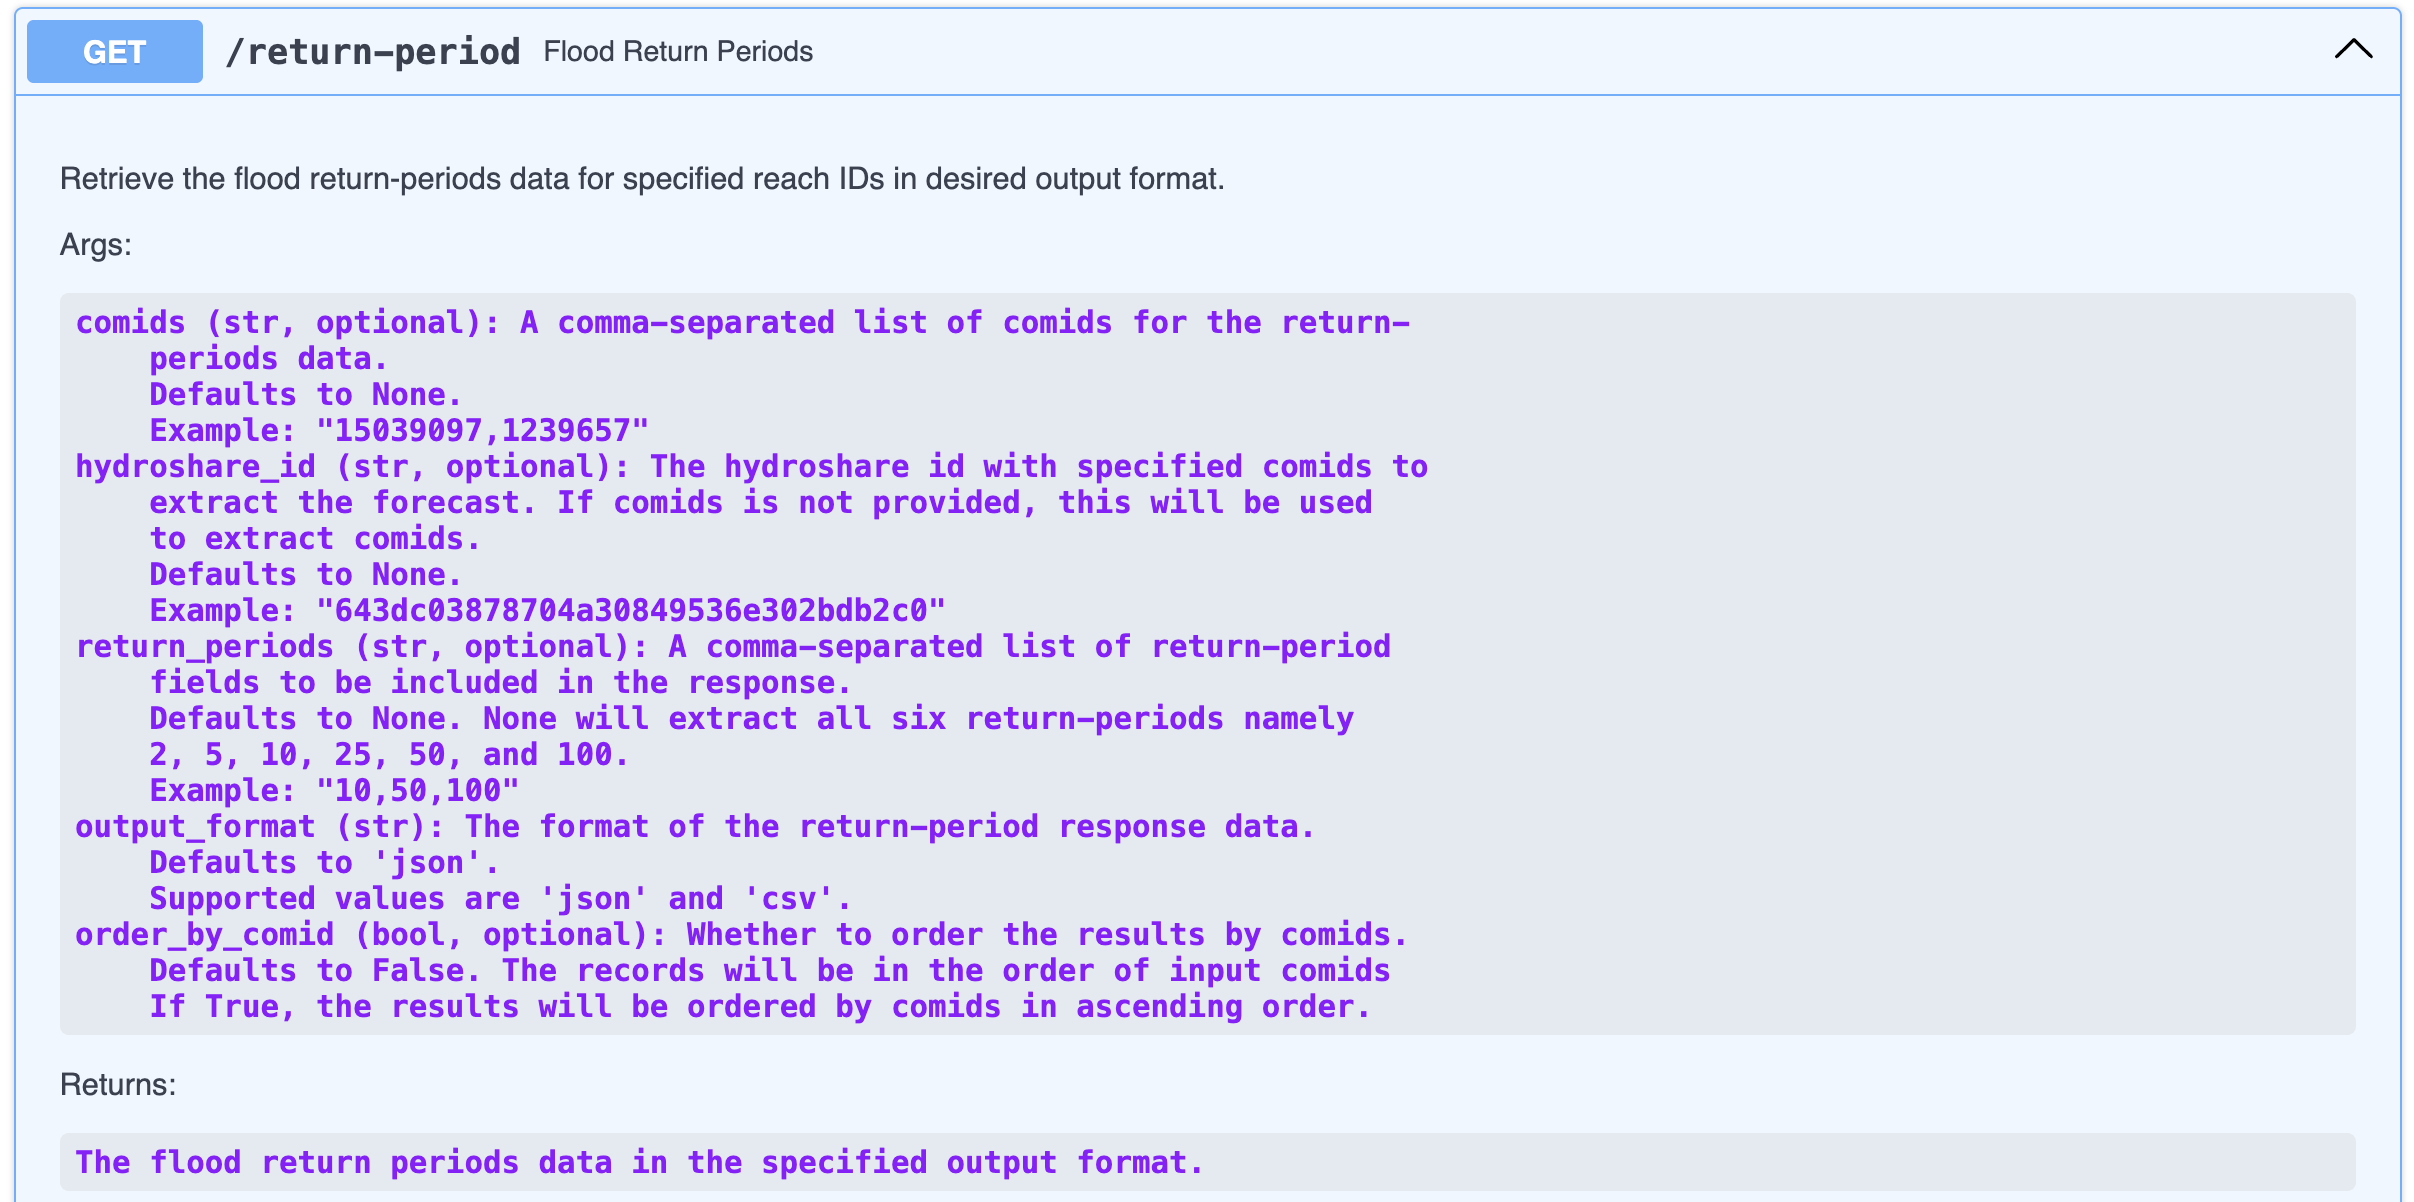 GET /return-period Flood Return Periods
Retrieve the flood return-periods data for specified reach IDs in desired output format.
Args:
comids (str, optional): A comma-separated list of comids for the return-
periods data.
Defaults to None.
Example: "15039097,1239657"
hydroshare_id (str, optional): The hydroshare id with specified comids to
extract the forecast. If comids is not provided, this will be used
to extract comids.
Defaults to None.
Example: "643dc03878704a30849536e302bdb2c0"
return_periods (str, optional): A comma-separated list of return-period
fields to be included in the response.
Defaults to None. None will extract all six return-periods namely
2, 5, 10, 25, 50, and 100.
Example: "10,50,100"
output_format (str): The format of the return-period response data.
Defaults to 'json'.
Supported values are 'json' and 'csv'.
order_by_comid (bool, optional): Whether to order the results by comids.
Defaults to False. The records will be in the order of input comids
If True, the results will be ordered by comids in ascending order.
Returns:
The flood return periods data in the specified output format.